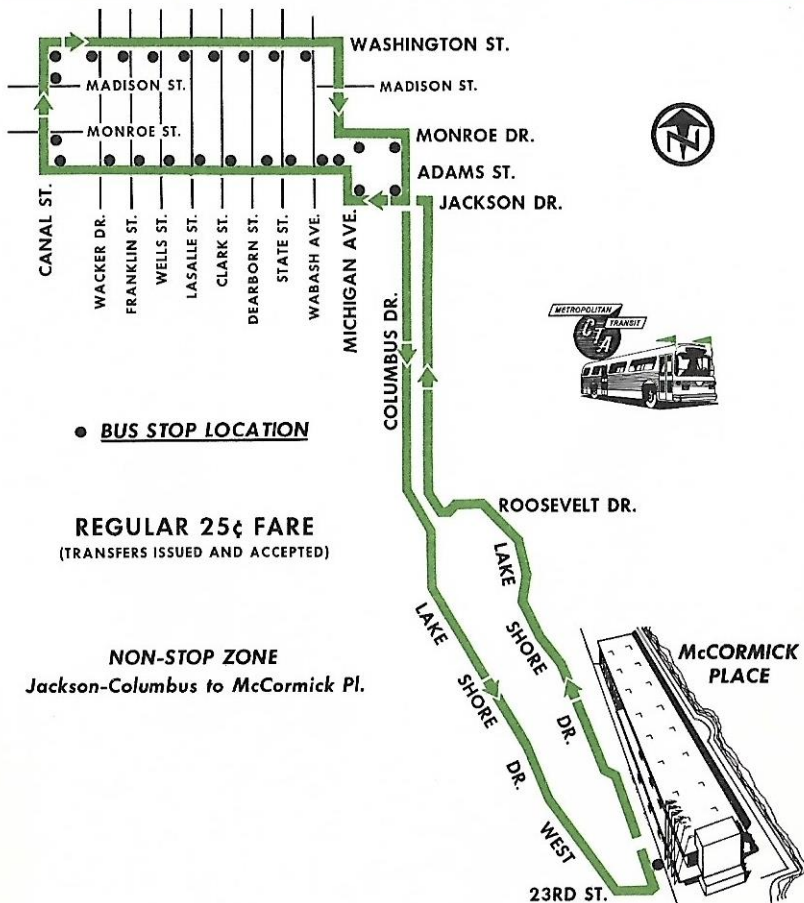 WASHINGTON ST.
MADISON ST.
MADISON ST.
MONROE ST.
MONROE DR.
N
ADAMS ST.
JACKSON DR.
CANAL ST.
WACKER DR.
FRANKLIN ST.
WELLS ST.
LASALLE ST.
CLARK ST.
DEARBORN ST.
STATE ST.
WABASH AVE.
MICHIGAN AVE.
COLUMBUS DR.
METROPOLITAN
CTA
TRANSIT
BUS STOP LOCATION
REGULAR 25¢ FARE
(TRANSFERS ISSUED AND ACCEPTED)
ROOSEVELT DR.
LAKE
SHORE
DR.
NON-STOP ZONE
Jackson-Columbus to McCormick Pl.
LAKE
SHORE
DR.
WEST
McCORMICK
PLACE
23RD ST.